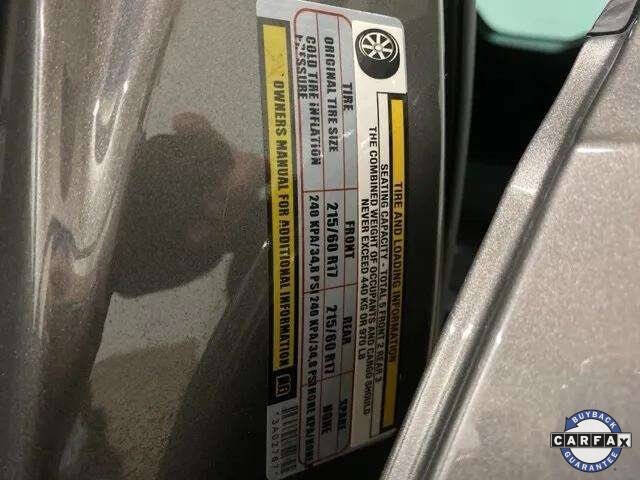 TIRE AND LOADING INFORMATION
SEATING CAPACITY - TOTAL 5 FRONT 2 REAR 3
THE COMBINED WEIGHT OF OCCUPANTS AND CARGO SHOULD
NEVER EXCEED 440 KG OR 970 LB
TIRE FRONT REAR SPARE
ORIGINAL TIRE SIZE 215/60 R17 215/60 R17 NONE
COLD TIRE INFLATION
PRESSURE 240 KPA/34,8 PSI 240 KPA/34,8 PSI NONE KPA/
OWNERS MANUAL FOR ADDITIONAL INFORMATION
BUYBACK
CARFAX
GUARANTEE